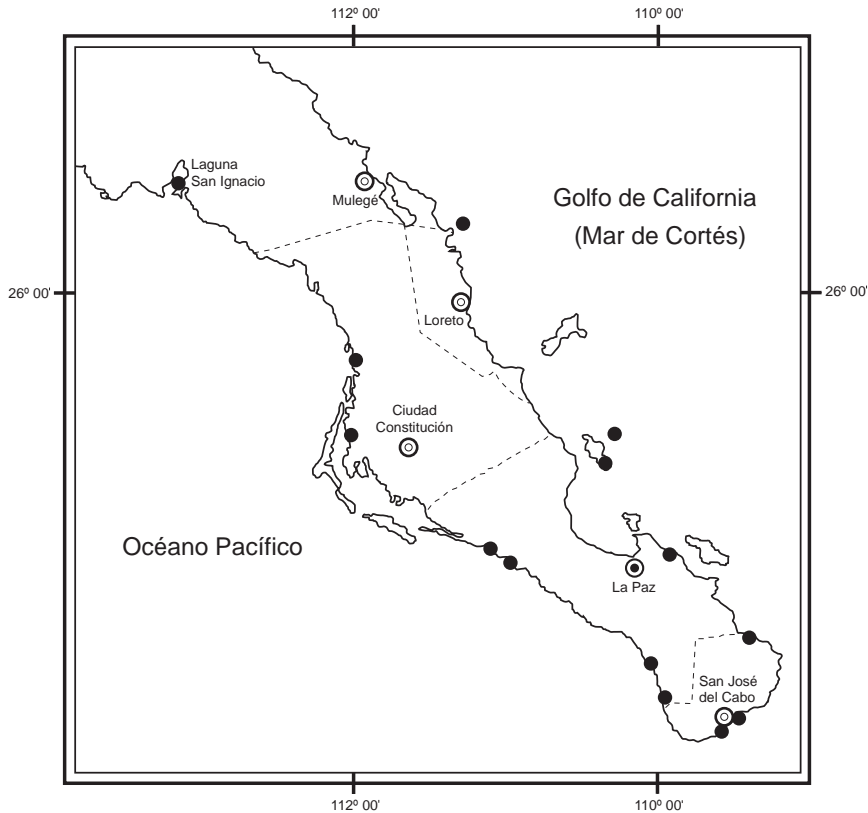 112º 00'
110º 00'
Laguna
San Ignacio
Mulegé
Golfo de California
(Mar de Cortés)
26º 00'
26º 00'
Loreto
Ciudad
Constitución
Océano Pacífico
La Paz
San José
del Cabo
112º 00'
110º 00'